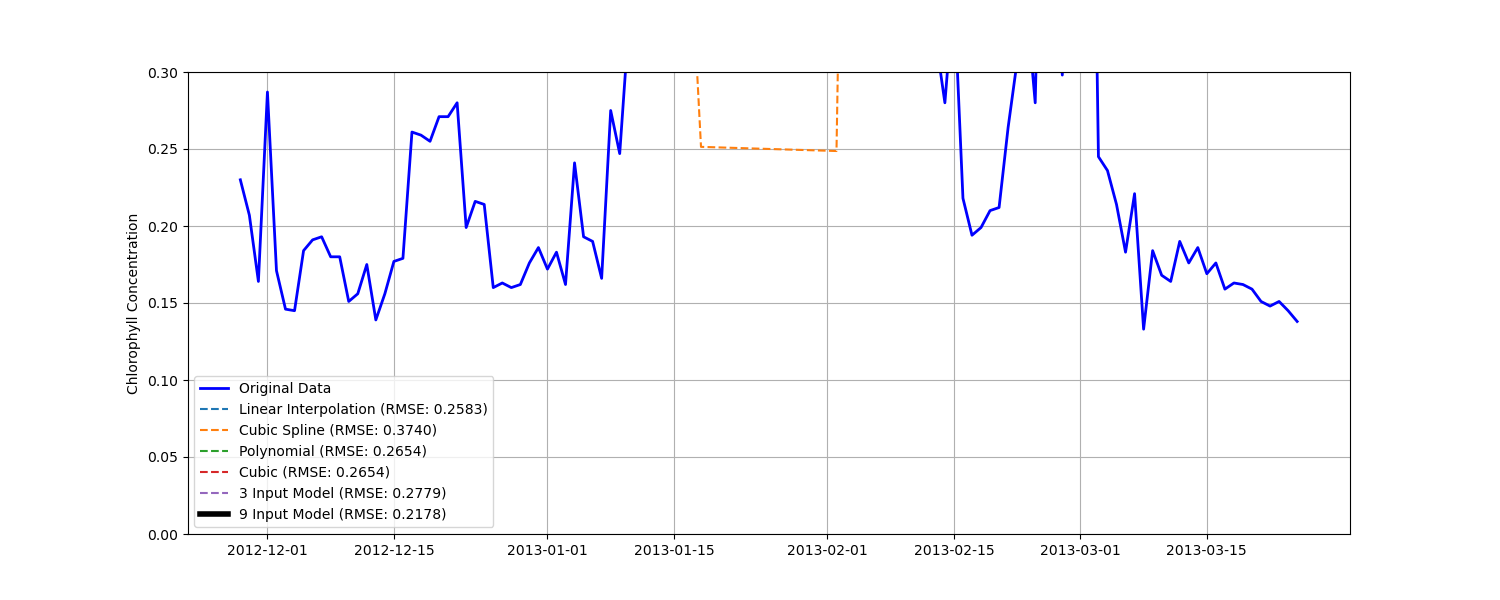 0.30
0.25
0.20
0.15
0.10
0.05
0.00
Chlorophyll Concentration
Original Data
Linear Interpolation (RMSE: 0.2583)
Cubic Spline (RMSE: 0.3740)
Polynomial (RMSE: 0.2654)
Cubic (RMSE: 0.2654)
3 Input Model (RMSE: 0.2779)
9 Input Model (RMSE: 0.2178)
2012-12-01 2012-12-15 2013-01-01 2013-01-15 2013-02-01 2013-02-15 2013-03-01 2013-03-15